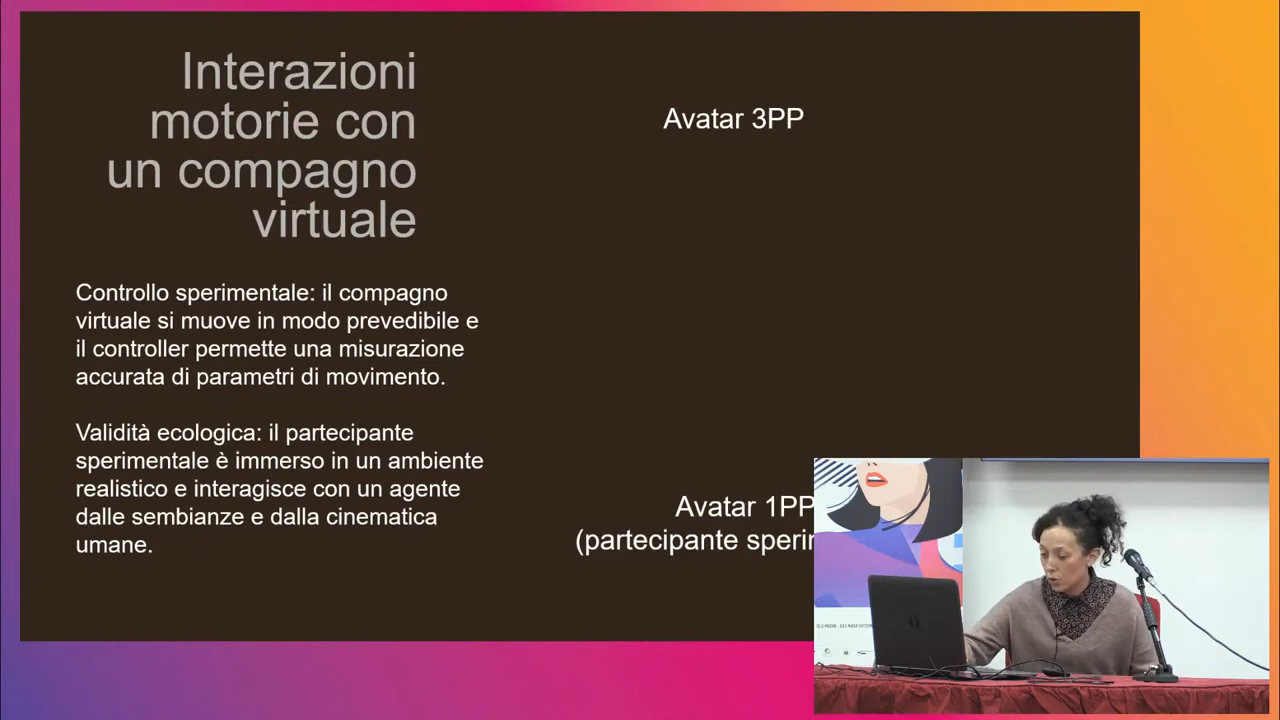 Interazioni
motorie con
un compagno
virtuale
Controllo sperimentale: il compagno
virtuale si muove in modo prevedibile e
il controller permette una misurazione
accurata di parametri di movimento.
Validità ecologica: il partecipante
sperimentale è immerso in un ambiente
realistico e interagisce con un agente
dalle sembianze e dalla cinematica
umane.
Avatar 3PP
Avatar 1PP
(partecipante